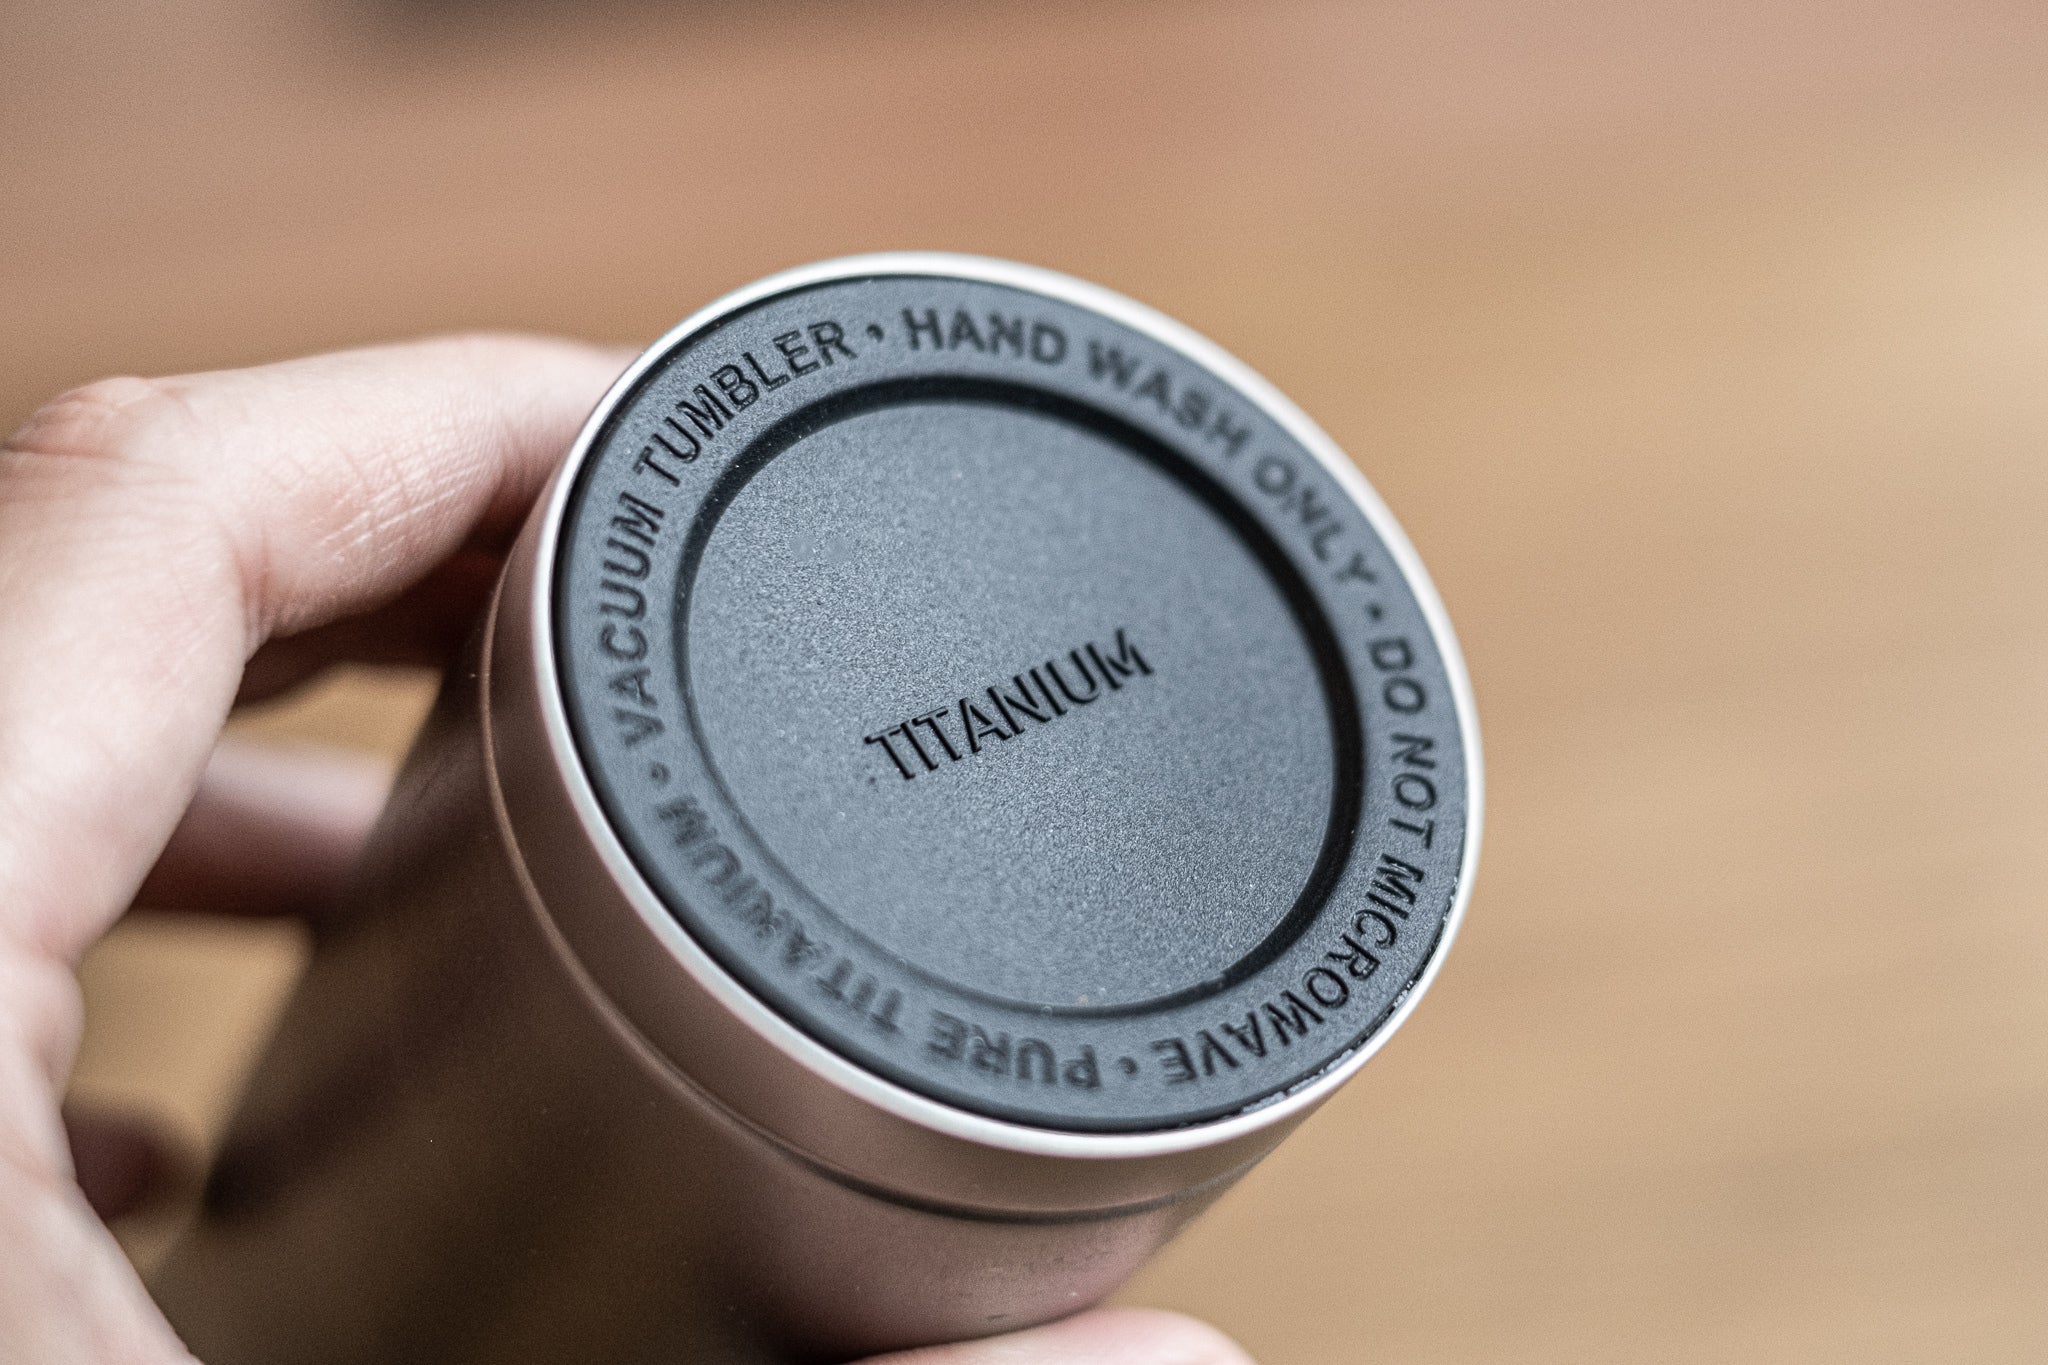 VACUUM TUMBLER • HAND WASH ONLY • DO NOT MICROWAVE • PURE TITANIUM •
TITANIUM